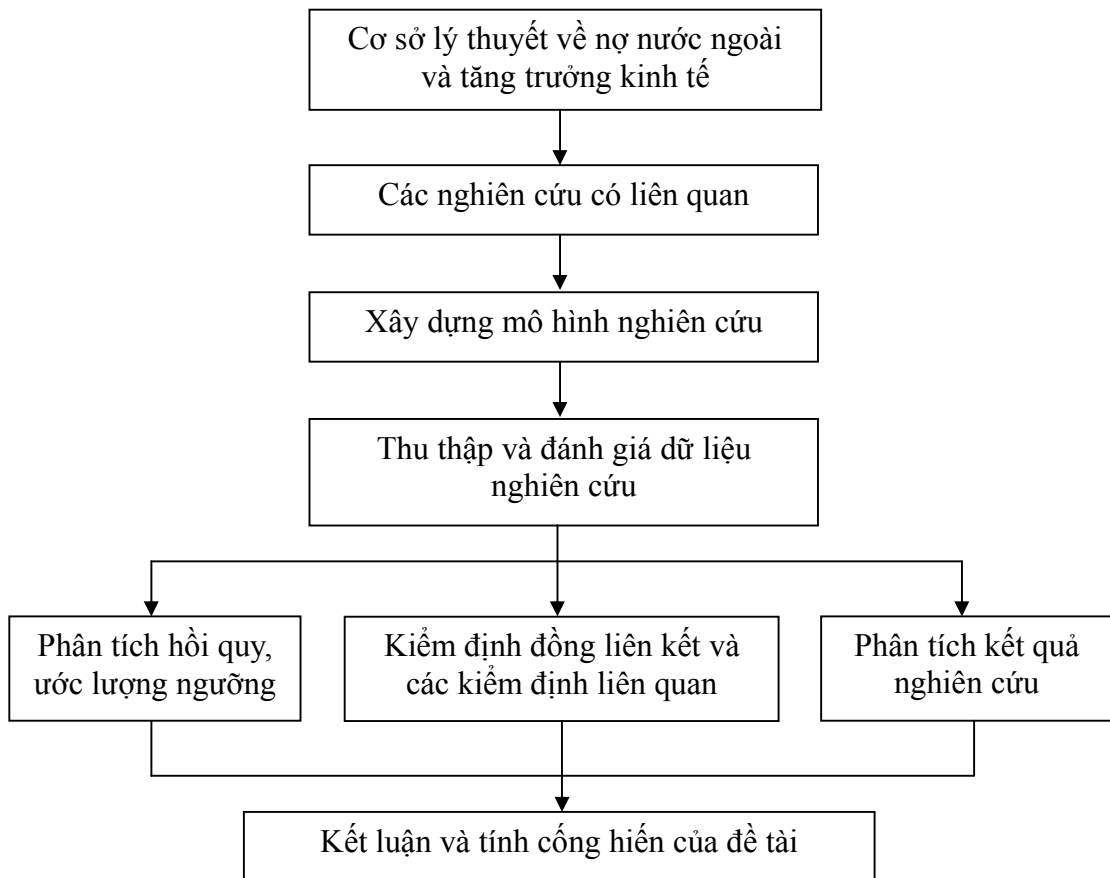 Cơ sở lý thuyết về nợ nước ngoài
và tăng trưởng kinh tế
Các nghiên cứu có liên quan
Xây dựng mô hình nghiên cứu
Thu thập và đánh giá dữ liệu
nghiên cứu
Phân tích hồi quy,
ước lượng ngưỡng
Kiểm định đồng liên kết và
các kiểm định liên quan
Phân tích kết quả
nghiên cứu
Kết luận và tính cống hiến của đề tài